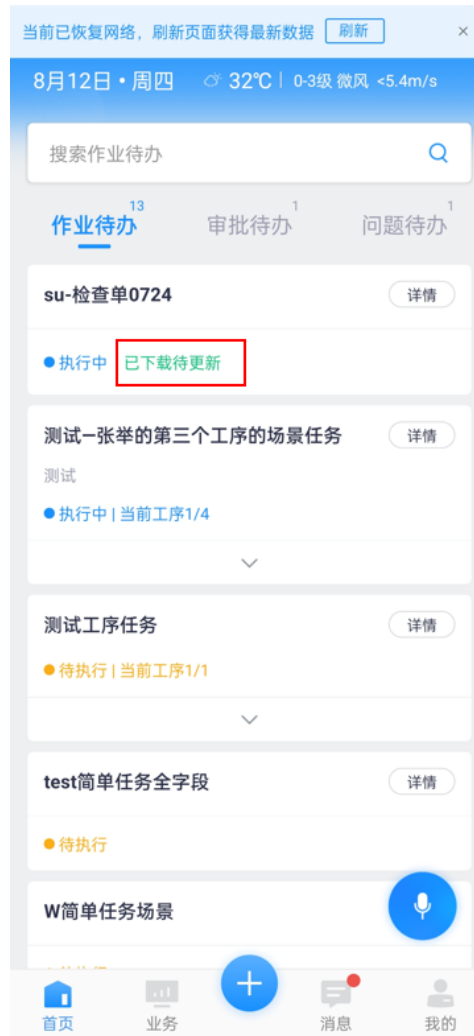 当前已恢复网络，刷新页面获得最新数据 刷新 ×
8月12日•周四 32℃ | 0-3级 微风 <5.4m/s
搜索作业待办
作业待办 13 审批待办 1 问题待办 1
su-检查单0724 详情
执行中 已下载待更新
测试—张举的第三个工序的场景任务 详情
测试
执行中 | 当前工序1/4
测试工序任务 详情
待执行 | 当前工序1/1
test简单任务全字段 详情
待执行
W简单任务场景
首页 业务 消息 我的